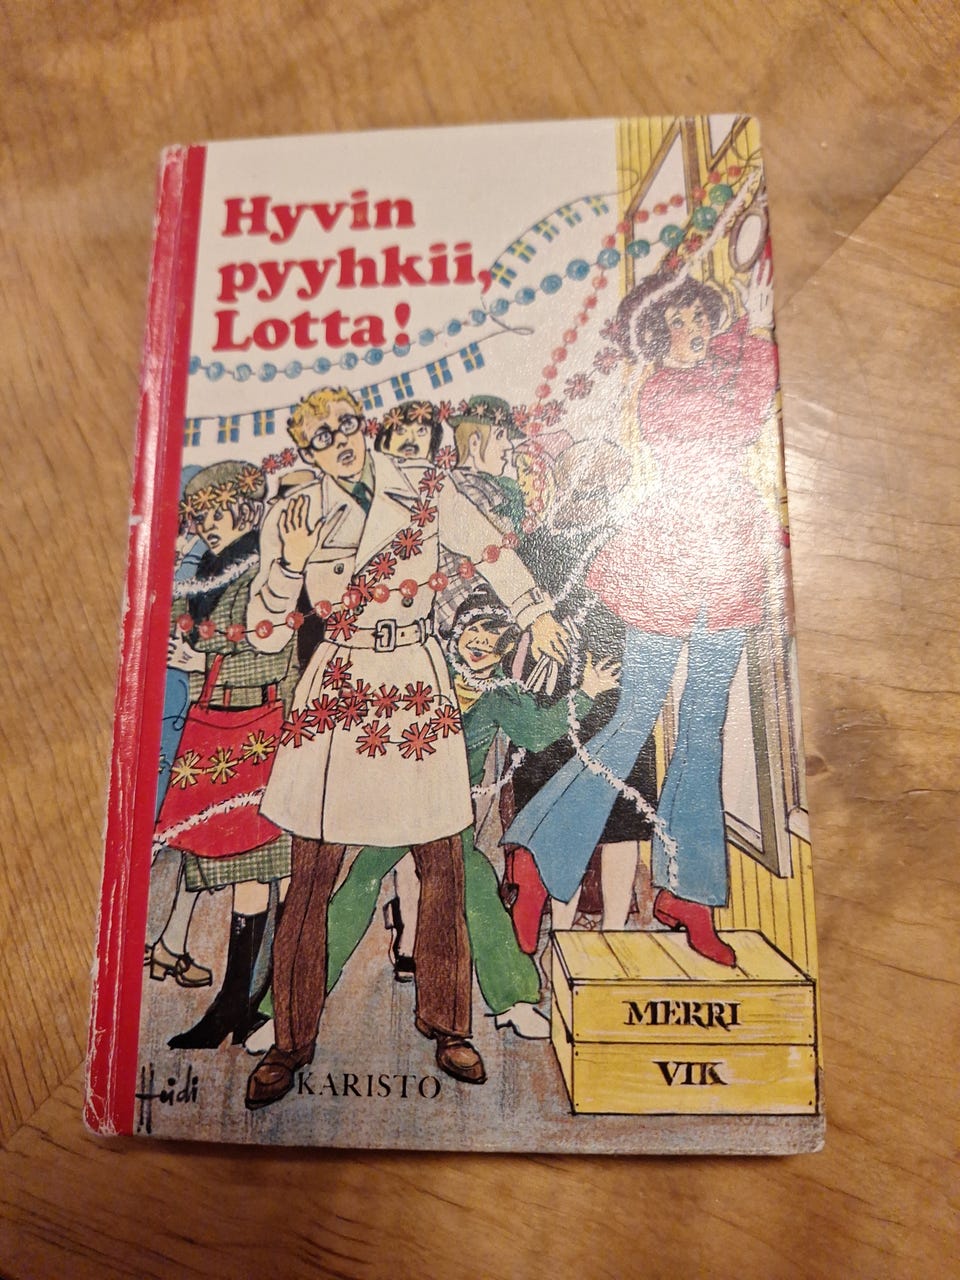 Hyvin
pyyhkii,
Lotta!
MERRI
VIK
Heidi
KARISTO